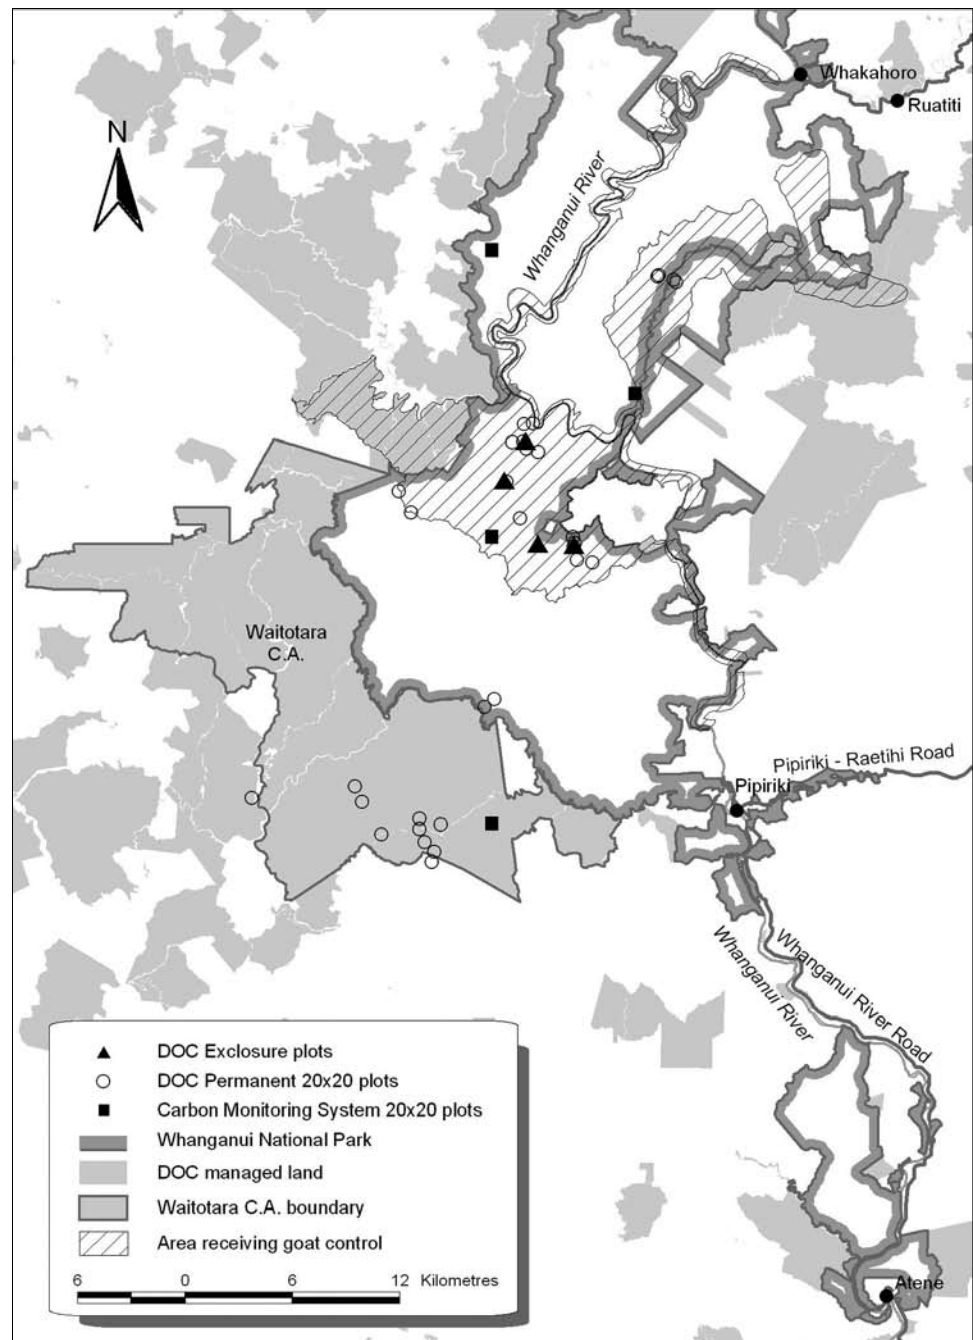 Whakahoro
Ruatiti
N
Whanganui River
Waitotara
C.A.
Pipiriki - Raetihi Road
Pipiriki
Whanganui River Road
Whanganui River
DOC Exclosure plots
DOC Permanent 20x20 plots
Carbon Monitoring System 20x20 plots
Whanganui National Park
DOC managed land
Waitotara C.A. boundary
Area receiving goat control
6 0 6 12 Kilometres
Atene